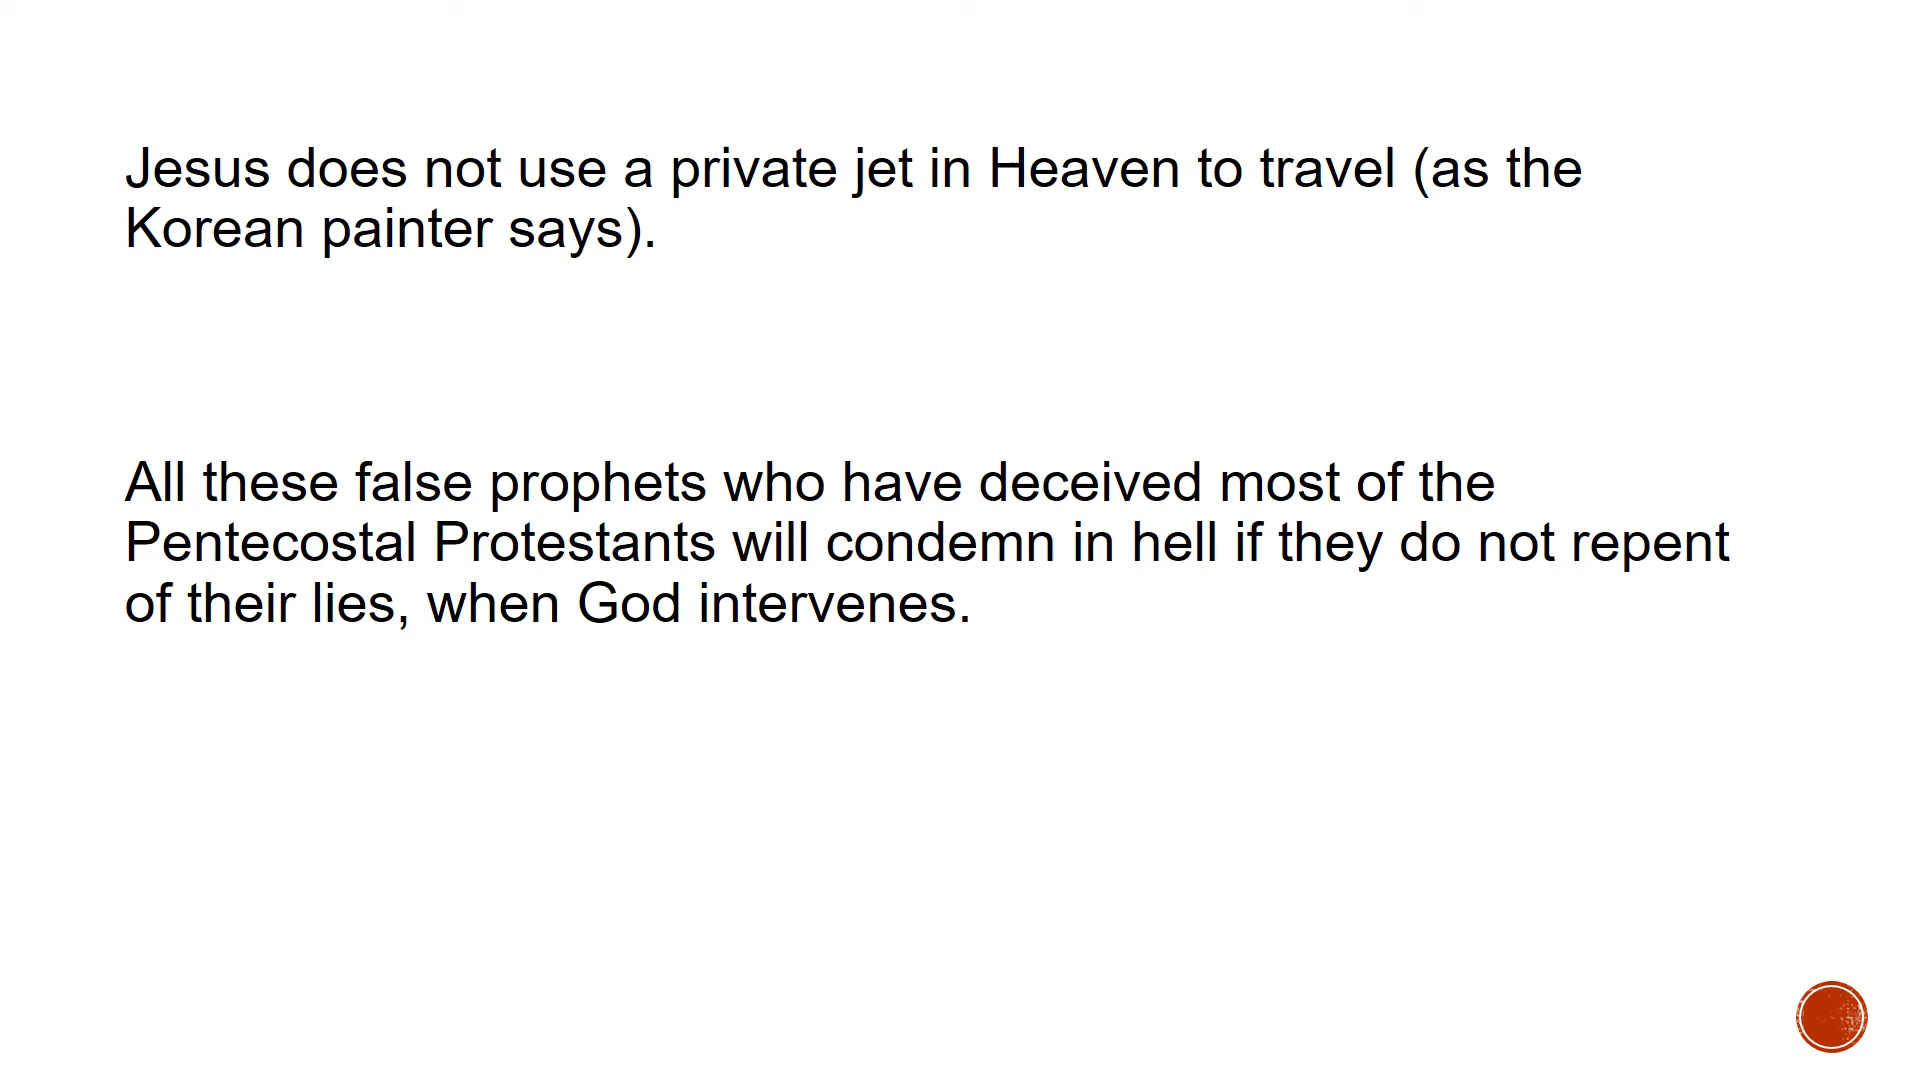 Jesus does not use a private jet in Heaven to travel (as the
Korean painter says).
All these false prophets who have deceived most of the
Pentecostal Protestants will condemn in hell if they do not repent
of their lies, when God intervenes.